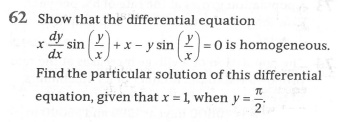 62 Show that the differential equation
x dy/dx sin (y/x) + x – y sin (y/x) = 0 is homogeneous.
Find the particular solution of this differential
equation, given that x = 1, when y = π/2.